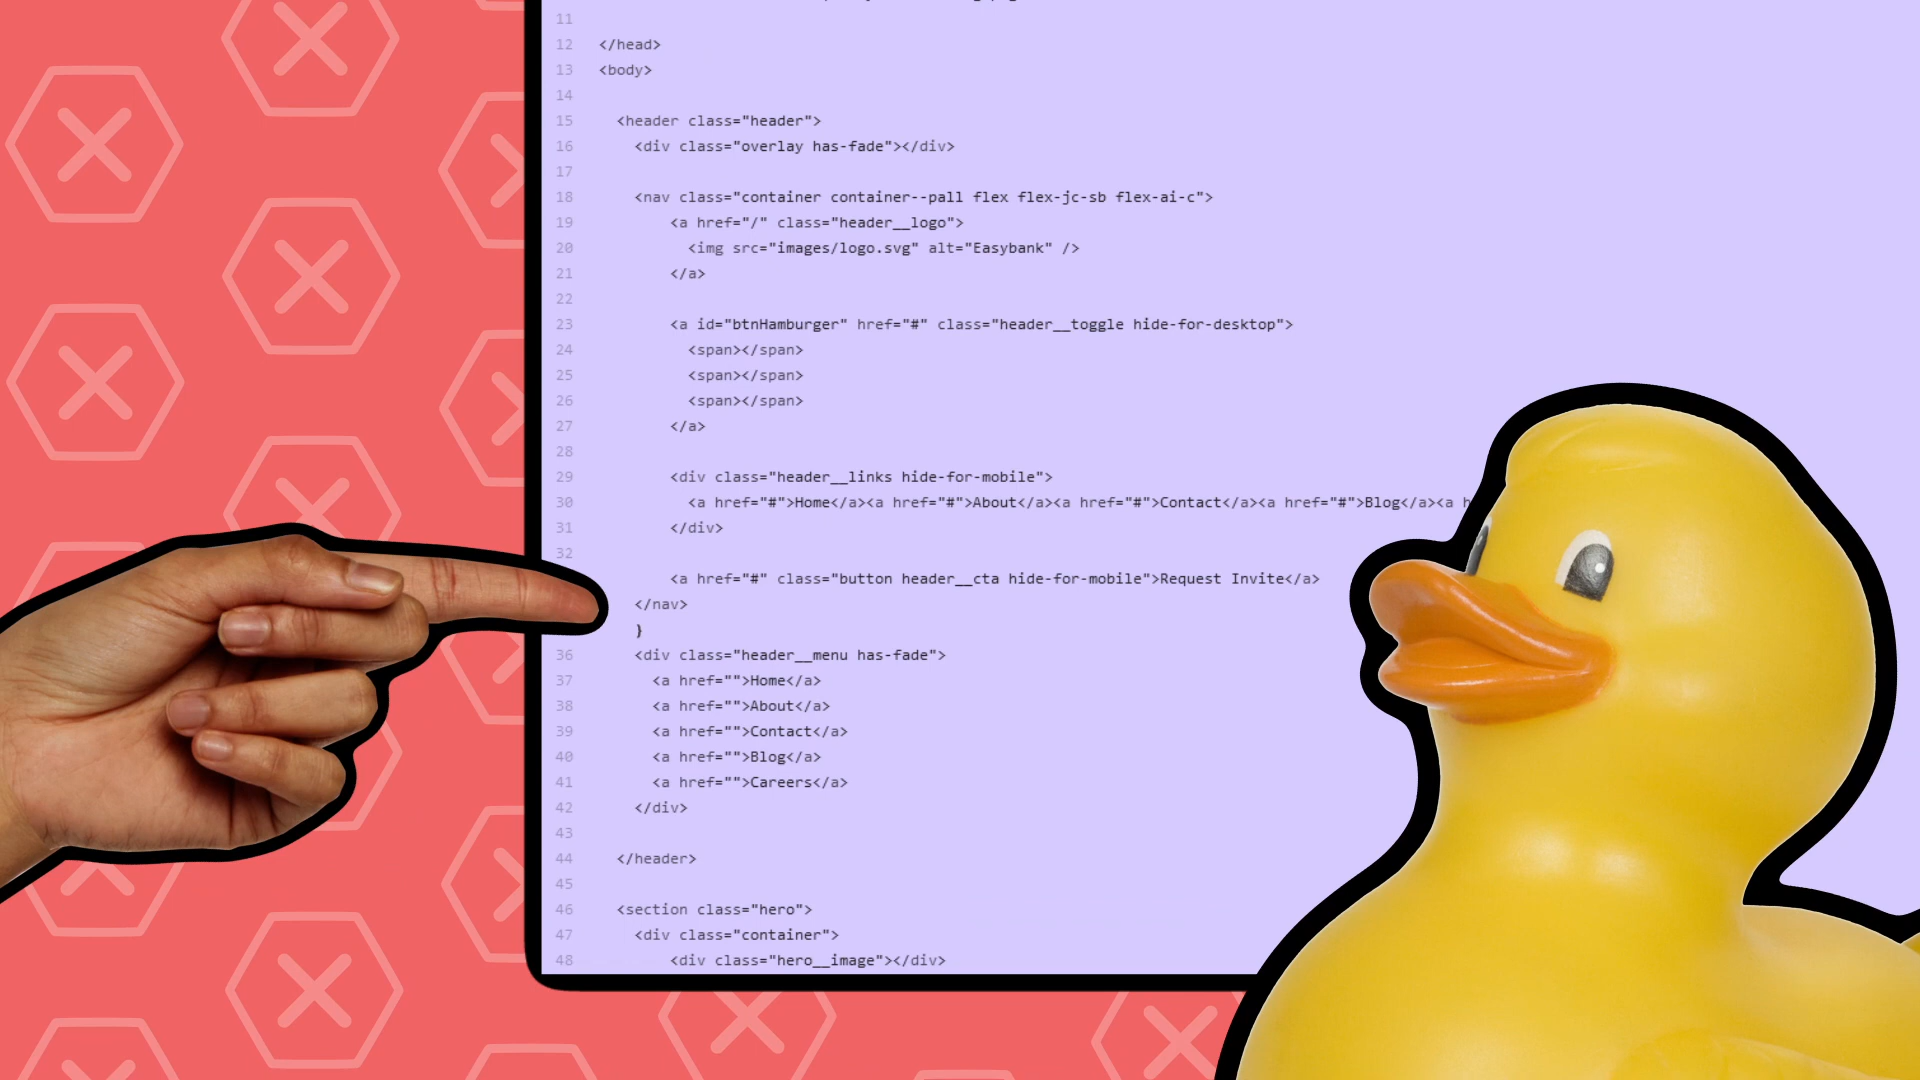 11
12 </head>
13 <body>
14
15 <header class="header">
16 <div class="overlay has-fade"></div>
17
18 <nav class="container container--pall flex flex-jc-sb flex-ai-c">
19 <a href="/" class="header__logo">
20 <img src="images/logo.svg" alt="Easybank" />
21 </a>
22
23 <a id="btnHamburger" href="#" class="header__toggle hide-for-desktop">
24 <span></span>
25 <span></span>
26 <span></span>
27 </a>
28
29 <div class="header__links hide-for-mobile">
30 <a href="#">Home</a><a href="#">About</a><a href="#">Contact</a><a href="#">Blog</a><a
31 </div>
32
<a href="#" class="button header__cta hide-for-mobile">Request Invite</a>
</nav>
}
36 <div class="header__menu has-fade">
37 <a href="">Home</a>
38 <a href="">About</a>
39 <a href="">Contact</a>
40 <a href="">Blog</a>
41 <a href="">Careers</a>
42 </div>
43
44 </header>
45
46 <section class="hero">
47 <div class="container">
48 <div class="hero__image"></div>